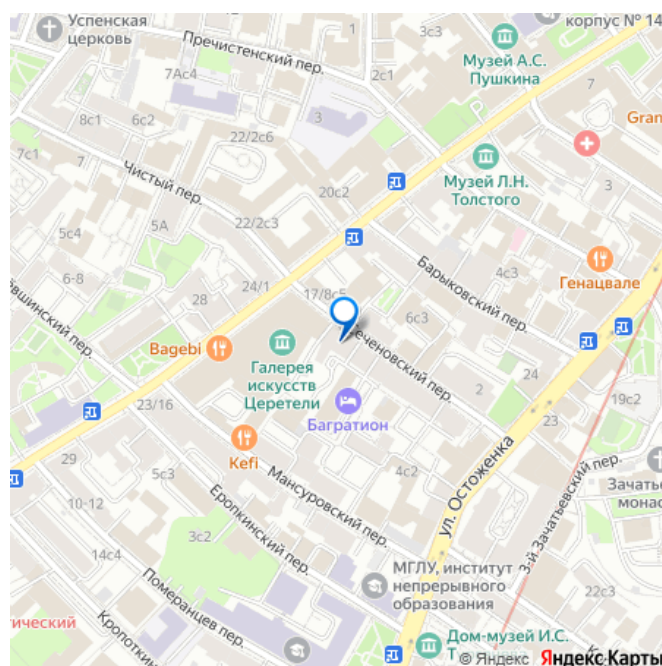 Успенская
церковь
Пречистенский пер.
корпус № 14
3с3
2с1
Музей А.С.
Пушкина
7Ас4
7
8с1
6с2
3
Gran
22/2с6
7с1
7
Чистый пер.
20с2
Музей Л.Н.
Толстого
3
5А
22/2с3
5с4
6-8
Барыковский пер.
4с3
Генацвале
28
24/1
17/8с5
6с3
Сеченовский пер.
Bagebi
Галерея
искусств
Церетели
2
24
Багратион
19с2
23/16
23
Kefi
29
5с3
4с2
ул. Остоженка
3-й Зачатьевский пер.
10-12
Мансуровский пер.
Еропкинский пер.
3с2
14с4
МГЛУ, институт
непрерывного
образования
Померанцев пер.
22с3
Дом-музей И.С.
© Яндекс Яндекс Карты